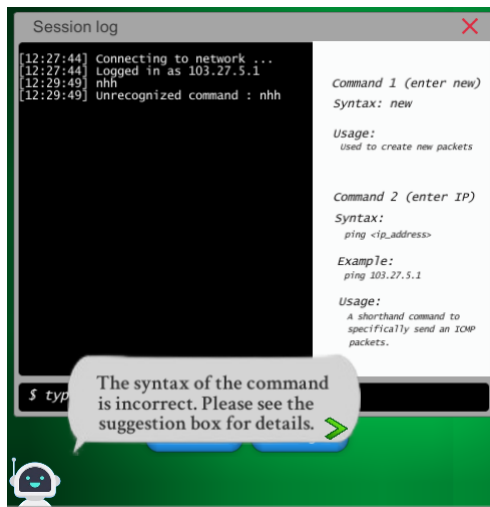 Session log
[12:27:44] Connecting to network ...
[12:27:44] Logged in as 103.27.5.1
[12:29:49] nhh
[12:29:49] Unrecognized command : nhh
Command 1 (enter new)
Syntax: new
Usage:
Used to create new packets
Command 2 (enter IP)
Syntax:
ping <ip_address>
Example:
ping 103.27.5.1
Usage:
A shorthand command to
specifically send an ICMP
packets.
$ typ
The syntax of the command
is incorrect. Please see the
suggestion box for details.